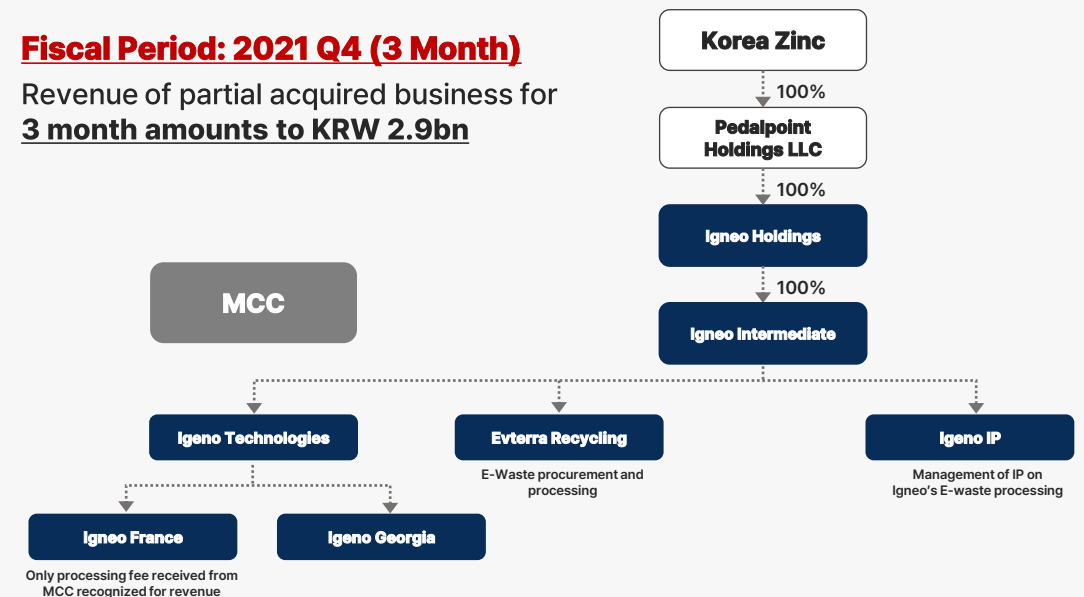 Fiscal Period: 2021 Q4 (3 Month)
Revenue of partial acquired business for
3 month amounts to KRW 2.9bn
Korea Zinc
100%
Pedalpoint
Holdings LLC
100%
Igneo Holdings
100%
Igneo Intermediate
MCC
Igeno Technologies
Evterra Recycling
Igeno IP
E-Waste procurement and
processing
Management of IP on
Igneo's E-waste processing
Igneo France
Igeno Georgia
Only processing fee received from
MCC recognized for revenue